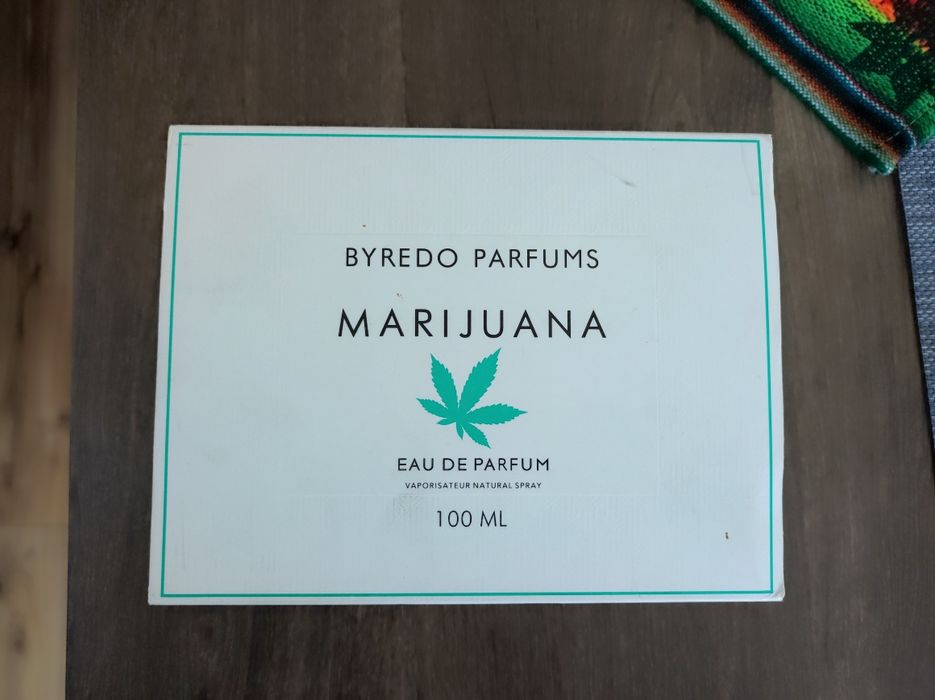 BYREDO PARFUMS
MARIJUANA
EAU DE PARFUM
VAPORISATEUR NATURAL SPRAY
100 ML